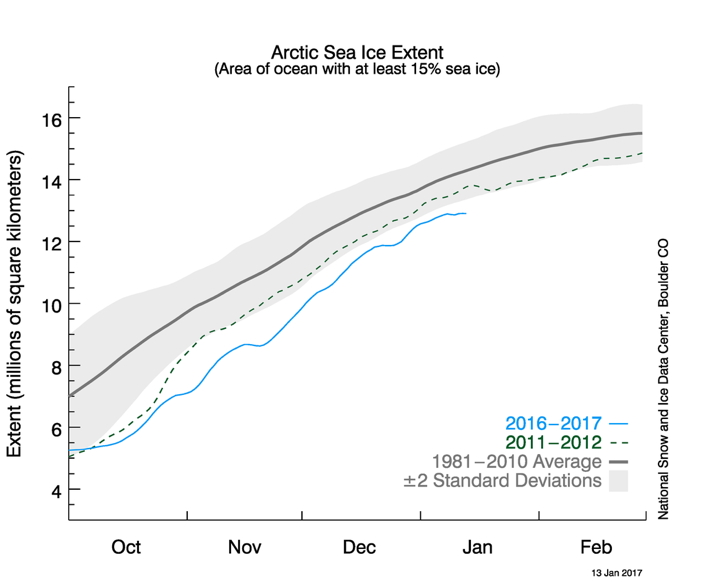 Arctic Sea Ice Extent
(Area of ocean with at least 15% sea ice)
Extent (millions of square kilometers)
16
14
12
10
8
6
4
Oct Nov Dec Jan Feb
2016–2017
2011–2012
1981–2010 Average
±2 Standard Deviations
National Snow and Ice Data Center, Boulder CO
13 Jan 2017